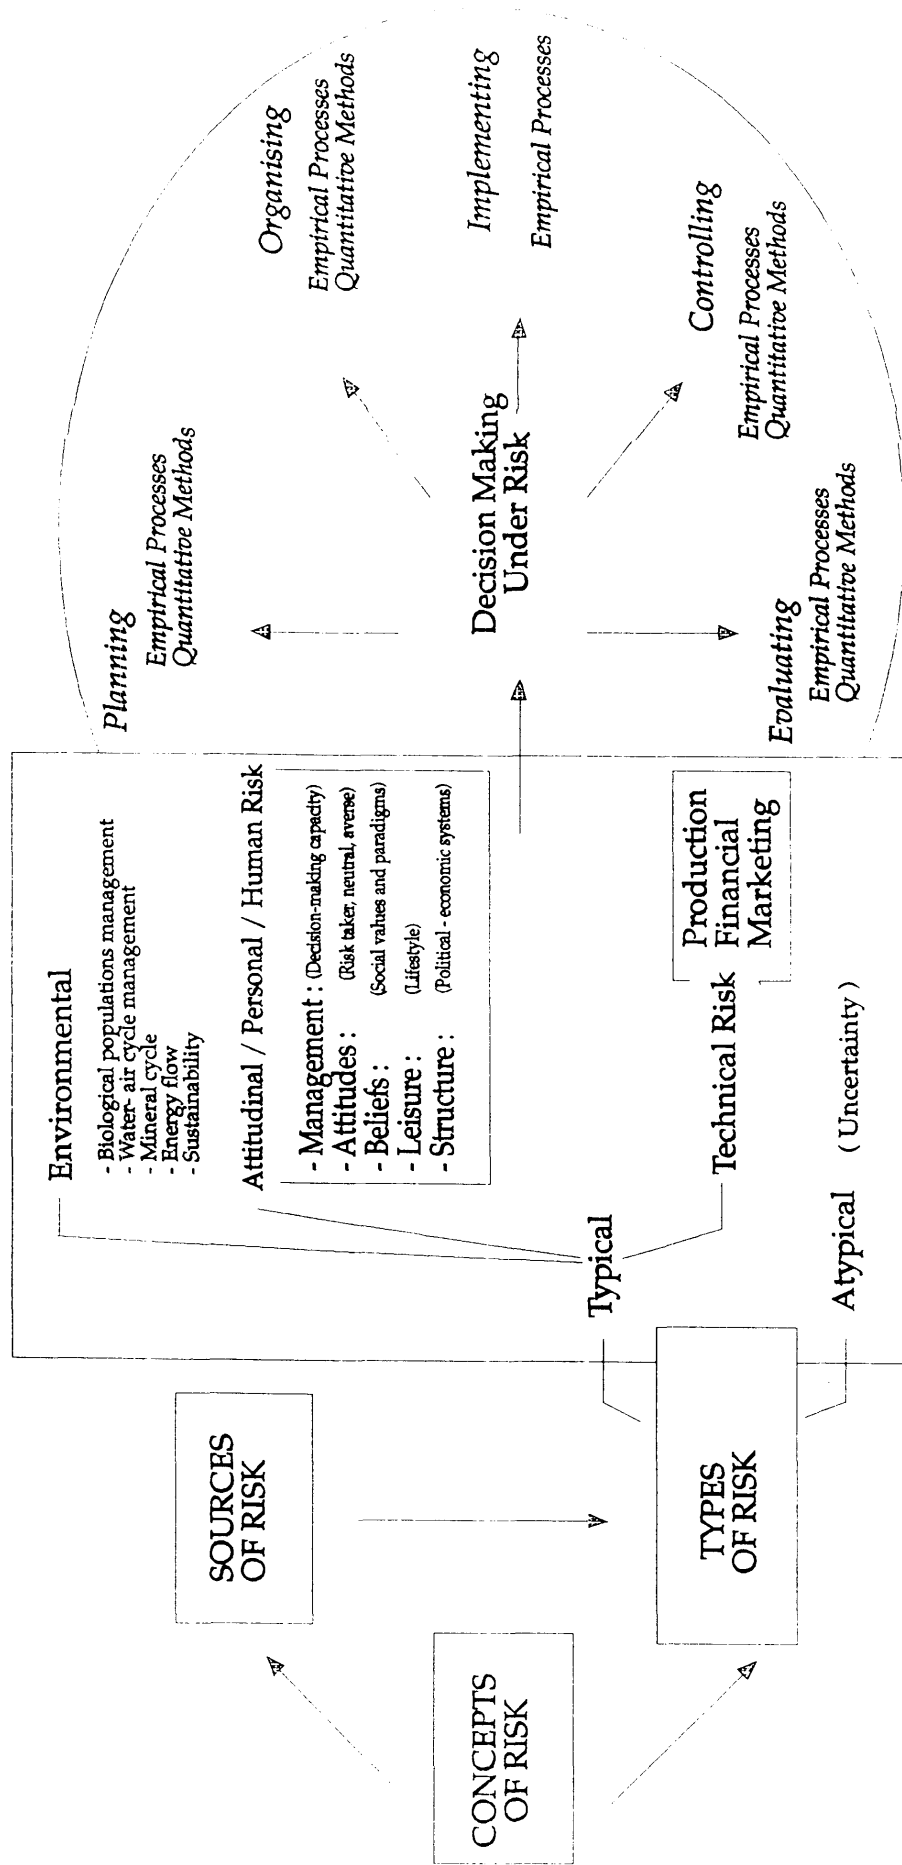 CONCEPTS
OF RISK
SOURCES
OF RISK
TYPES
OF RISK
Typical
Atypical ( Uncertainty )
Environmental
- Biological populations management
- Water- air cycle management
- Mineral cycle
- Energy flow
- Sustainability
Attitudinal / Personal / Human Risk
- Management : (Decision-making capacity)
- Attitudes : (Risk taker, neutral, averse)
- Beliefs : (Social values and paradigms)
- Leisure : (Lifestyle)
- Structure : (Political - economic systems)
Technical Risk
Production
Financial
Marketing
Decision Making
Under Risk
Planning
Empirical Processes
Quantitative Methods
Organising
Empirical Processes
Quantitative Methods
Implementing
Empirical Processes
Controlling
Empirical Processes
Quantitative Methods
Evaluating
Empirical Processes
Quantitative Methods